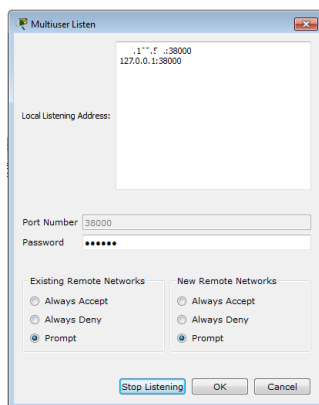 Multiuser Listen
:38000
127.0.0.1:38000
Local Listening Address:
Port Number 38000
Password ••••••
Existing Remote Networks
New Remote Networks
Always Accept
Always Accept
Always Deny
Always Deny
Prompt
Prompt
Stop Listening OK Cancel